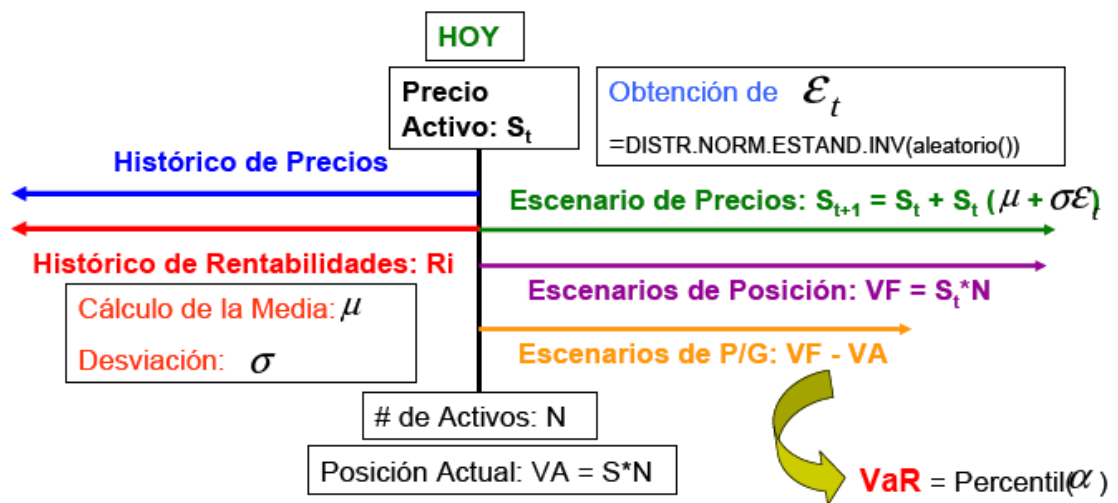 HOY
Precio
Activo: Sₜ
Obtención de εₜ
=DISTR.NORM.ESTAND.INV(aleatorio())
Histórico de Precios
Escenario de Precios: Sₜ₊₁ = Sₜ + Sₜ ( μ + σεₜ)
Histórico de Rentabilidades: Ri
Escenarios de Posición: VF = Sₜ*N
Cálculo de la Media: μ
Desviación: σ
Escenarios de P/G: VF - VA
# de Activos: N
Posición Actual: VA = S*N
VaR = Percentil(α)